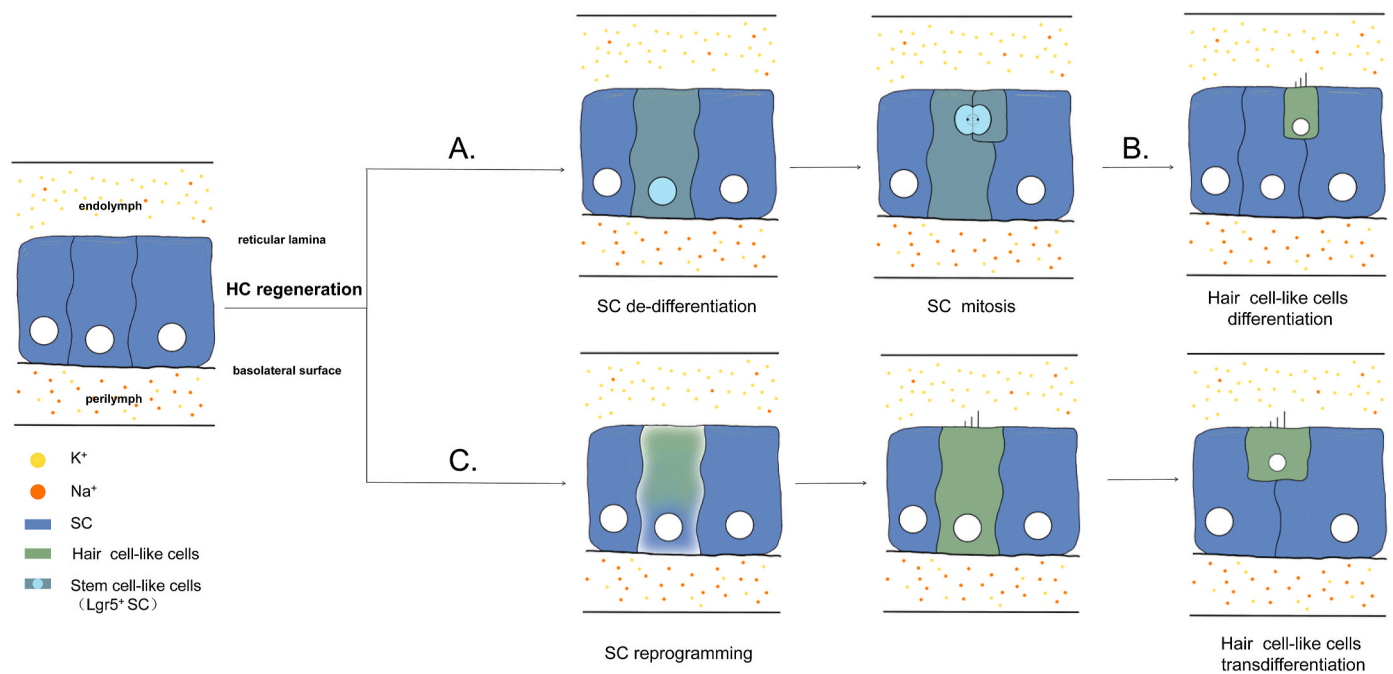 A.
B.
SC de-differentiation
SC mitosis
Hair cell-like cells
differentiation
endolymph
reticular lamina
HC regeneration
basolateral surface
perilymph
K⁺
Na⁺
SC
Hair cell-like cells
Stem cell-like cells
（Lgr5⁺ SC）
C.
SC reprogramming
Hair cell-like cells
transdifferentiation